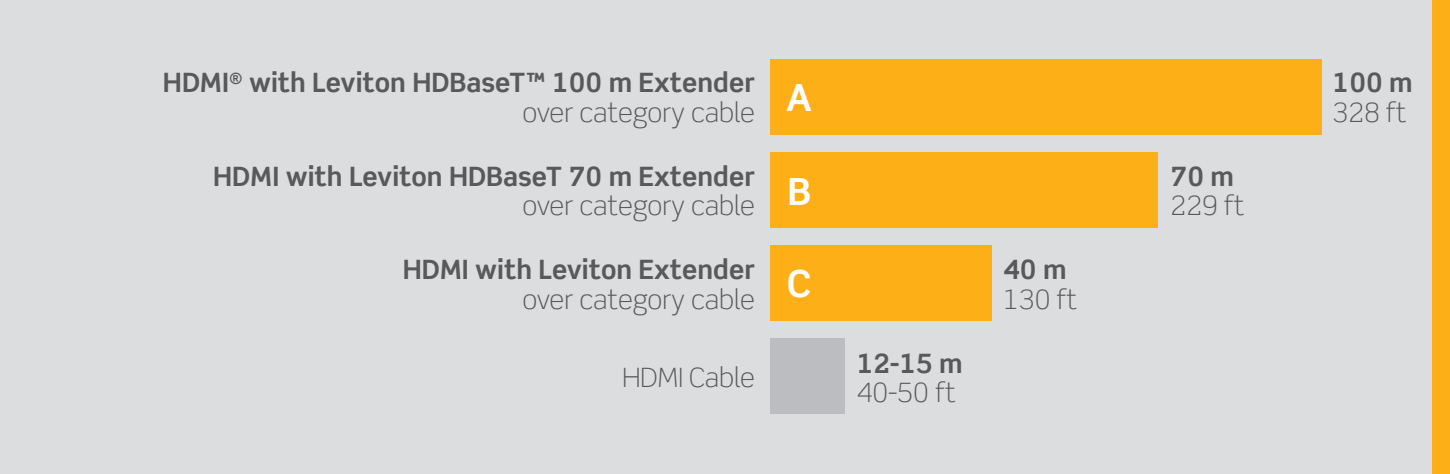 HDMI® with Leviton HDBaseT™ 100 m Extender
over category cable
A
100 m
328 ft
HDMI with Leviton HDBaseT 70 m Extender
over category cable
B
70 m
229 ft
HDMI with Leviton Extender
over category cable
C
40 m
130 ft
HDMI Cable
12-15 m
40-50 ft